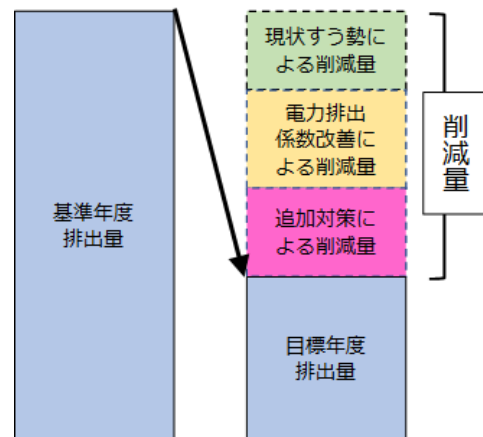 現状すう勢に
よる削減量
電力排出
係数改善に
よる削減量
削減量
基準年度
排出量
追加対策に
よる削減量
目標年度
排出量